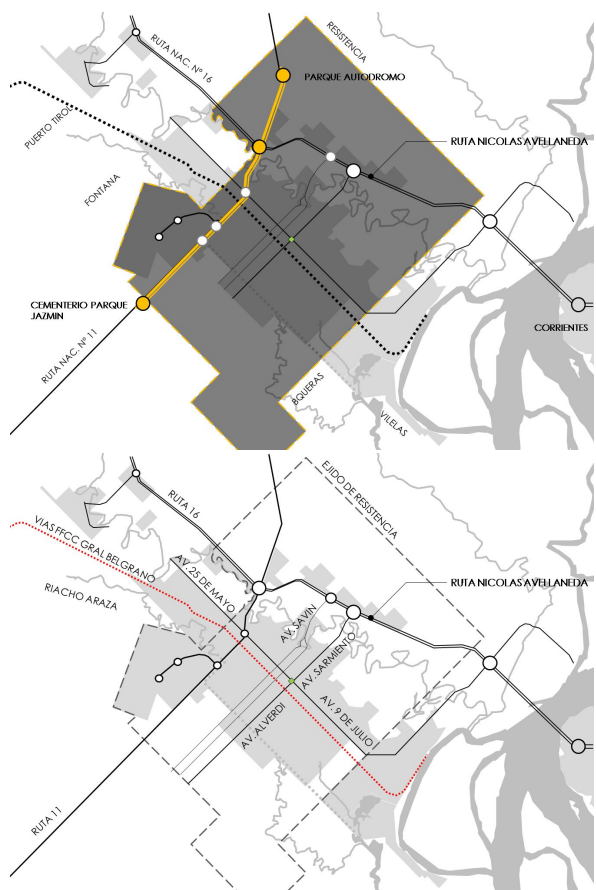 RESISTENCIA
RUTA NAC. Nº 16
PARQUE AUTODROMO
PUERTO TIROL
RUTA NICOLAS AVELLANEDA
FONTANA
CEMENTERIO PARQUE
JAZMIN
CORRIENTES
RUTA NAC. Nº 11
BQUERAS
VILELAS
EJIDO DE RESISTENCIA
RUTA 16
VIAS FFCC GRAL BELGRANO
AV. 25 DE MAYO
RUTA NICOLAS AVELLANEDA
RIACHO ARAZA
AV. SAVIN
AV. SARMIENTO
AV. ALVERDI
AV. 9 DE JULIO
RUTA 11